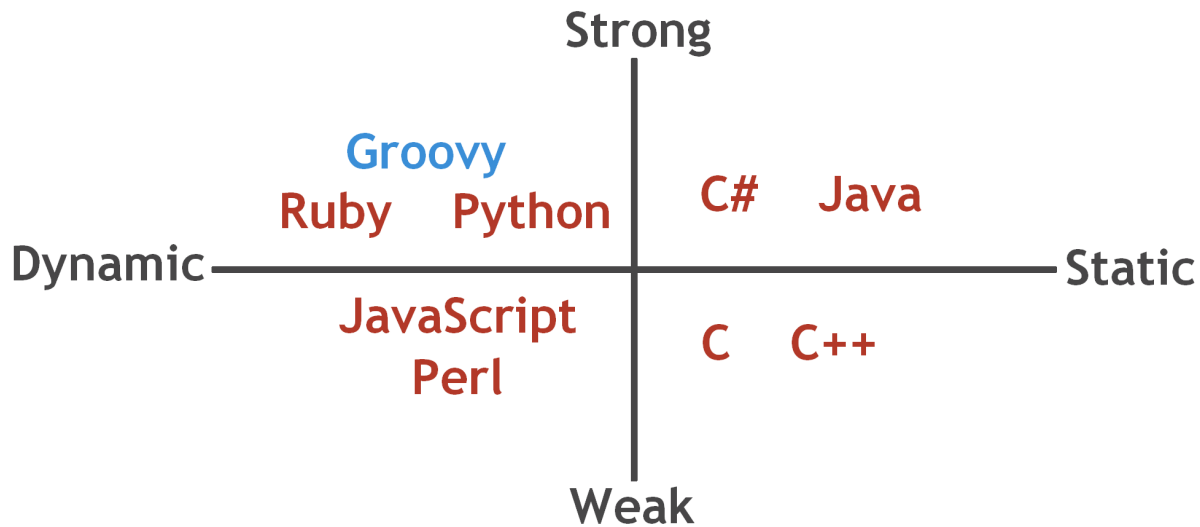 Strong
Groovy
Ruby Python
C# Java
Dynamic
Static
JavaScript
Perl
C C++
Weak